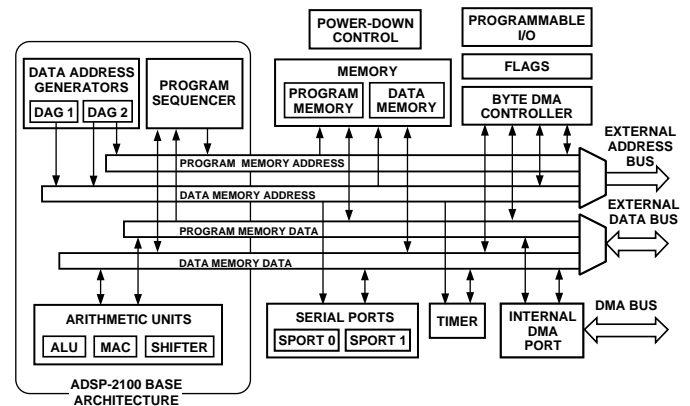 POWER-DOWN
CONTROL
PROGRAMMABLE
I/O
FLAGS
DATA ADDRESS
GENERATORS
DAG 1
DAG 2
PROGRAM
SEQUENCER
MEMORY
PROGRAM
MEMORY
DATA
MEMORY
BYTE DMA
CONTROLLER
EXTERNAL
ADDRESS
BUS
PROGRAM MEMORY ADDRESS
DATA MEMORY ADDRESS
EXTERNAL
DATA BUS
PROGRAM MEMORY DATA
DATA MEMORY DATA
ARITHMETIC UNITS
ALU
MAC
SHIFTER
SERIAL PORTS
SPORT 0
SPORT 1
TIMER
INTERNAL
DMA
PORT
DMA BUS
ADSP-2100 BASE
ARCHITECTURE